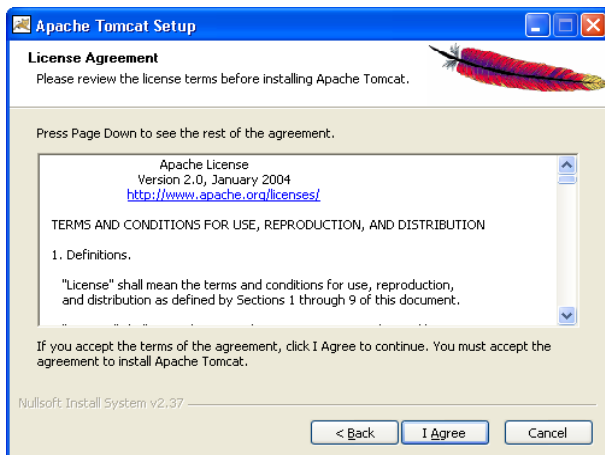 Apache Tomcat Setup
License Agreement
Please review the license terms before installing Apache Tomcat.
Press Page Down to see the rest of the agreement.
Apache License
Version 2.0, January 2004
http://www.apache.org/licenses/
TERMS AND CONDITIONS FOR USE, REPRODUCTION, AND DISTRIBUTION
1. Definitions.
"License" shall mean the terms and conditions for use, reproduction,
and distribution as defined by Sections 1 through 9 of this document.
If you accept the terms of the agreement, click I Agree to continue. You must accept the
agreement to install Apache Tomcat.
Nullsoft Install System v2.37
< Back
I Agree
Cancel